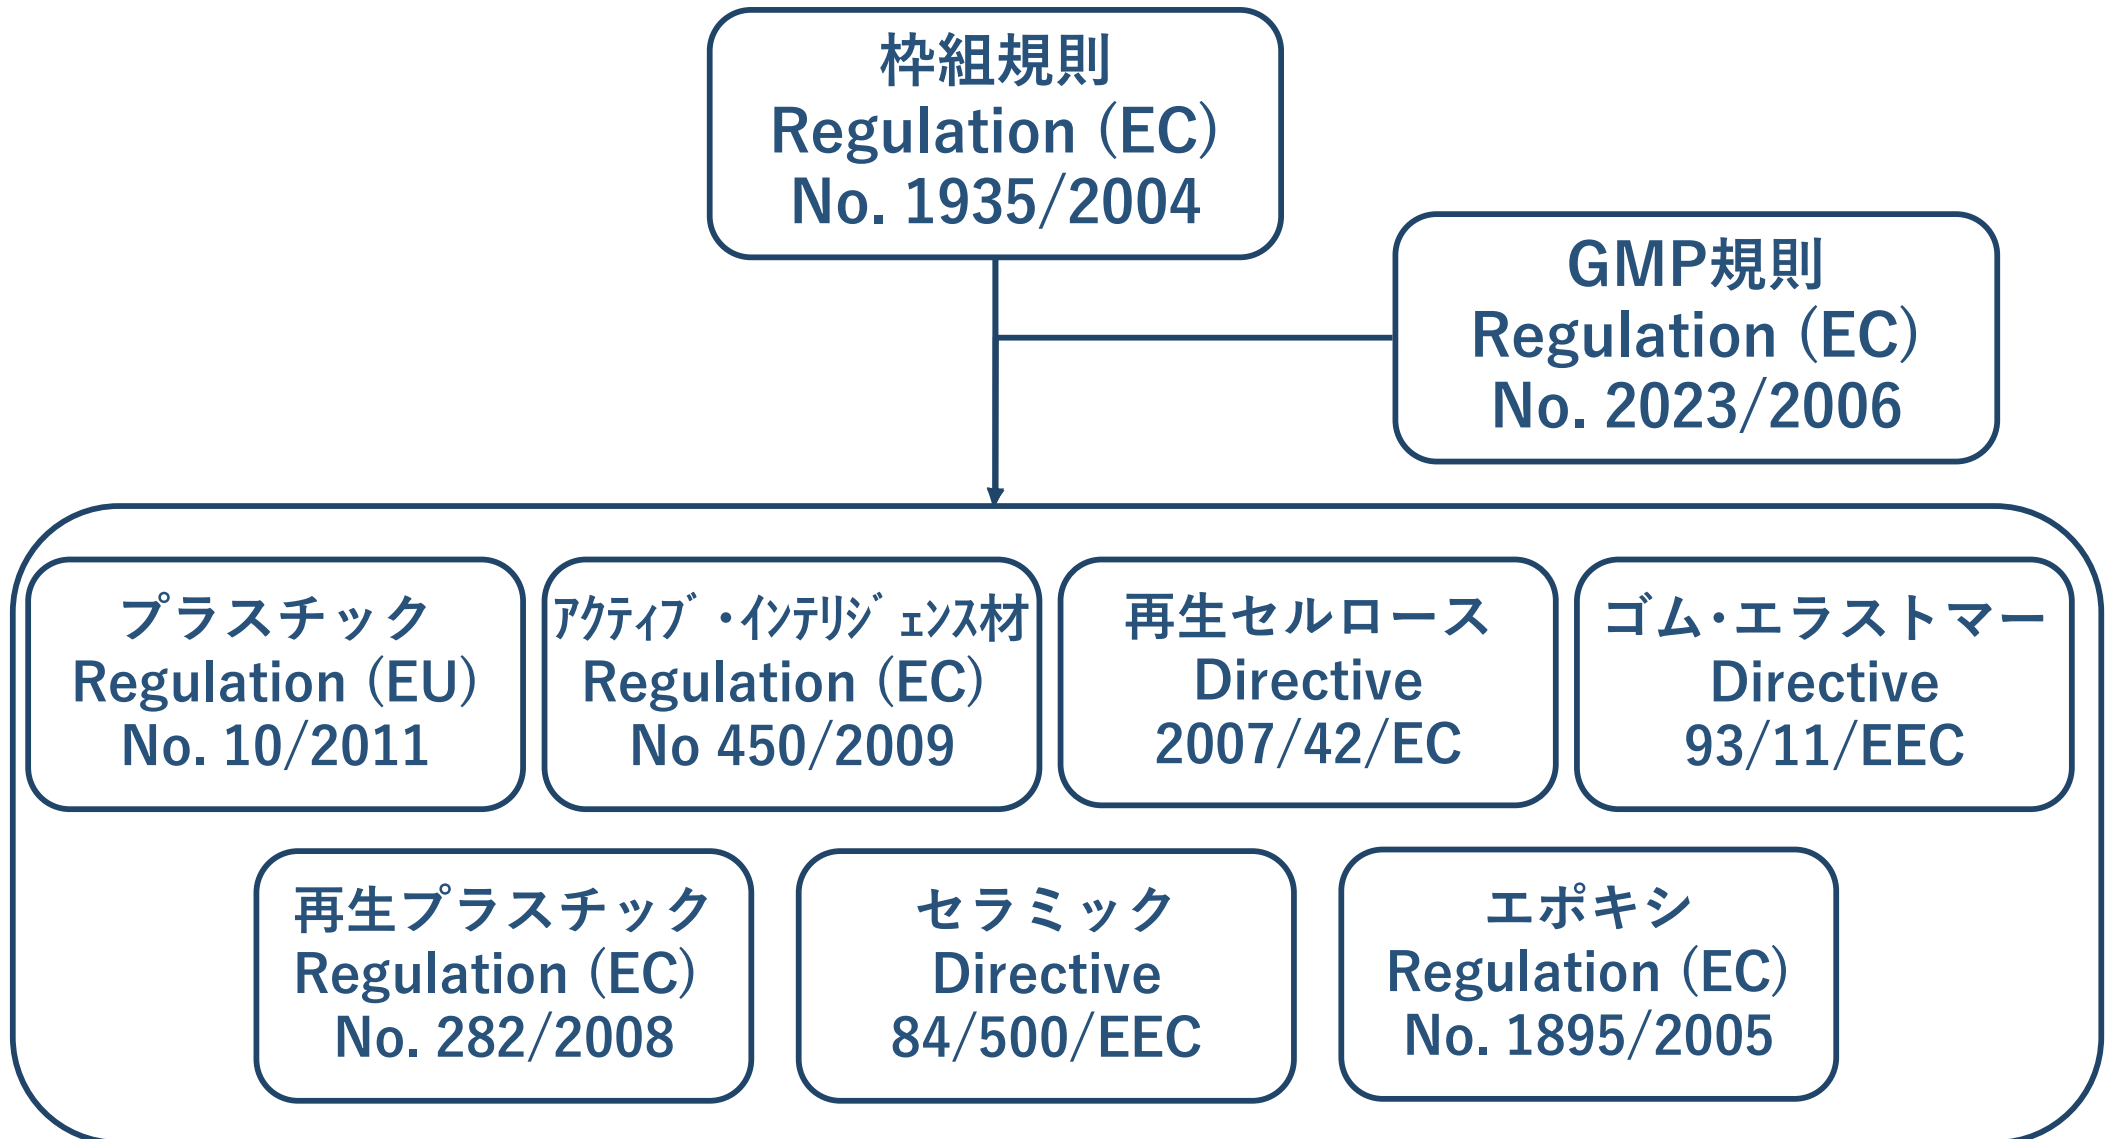 枠組規則
Regulation (EC)
No. 1935/2004
GMP規則
Regulation (EC)
No. 2023/2006
プラスチック
Regulation (EU)
No. 10/2011
ｱｸﾃｨﾌﾞ・ｲﾝﾃﾘｼﾞｪﾝｽ材
Regulation (EC)
No 450/2009
再生セルロース
Directive
2007/42/EC
ゴム・エラストマー
Directive
93/11/EEC
再生プラスチック
Regulation (EC)
No. 282/2008
セラミック
Directive
84/500/EEC
エポキシ
Regulation (EC)
No. 1895/2005